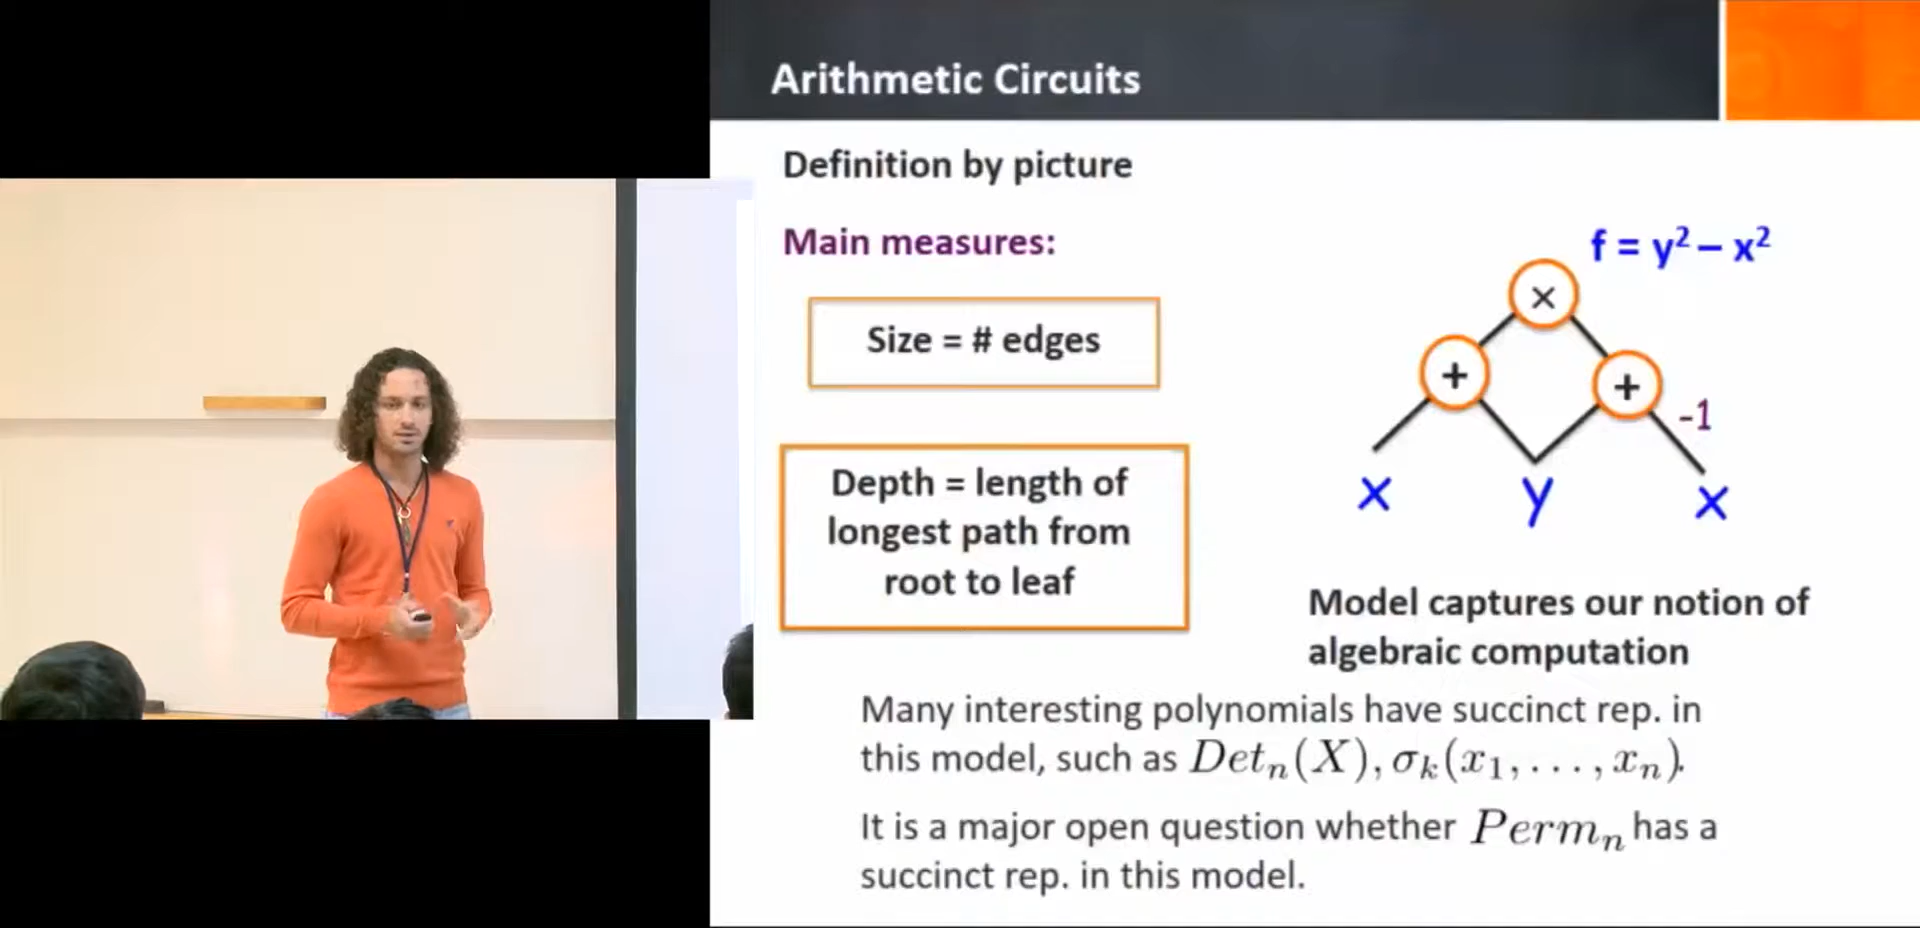 Arithmetic Circuits
Definition by picture
Main measures:
Size = # edges
Depth = length of
longest path from
root to leaf
f = y² – x²
×
+
+
-1
x
y
x
Model captures our notion of
algebraic computation
Many interesting polynomials have succinct rep. in
this model, such as Detₙ(X), σₖ(x₁, . . . , xₙ).
It is a major open question whether Permₙ has a
succinct rep. in this model.